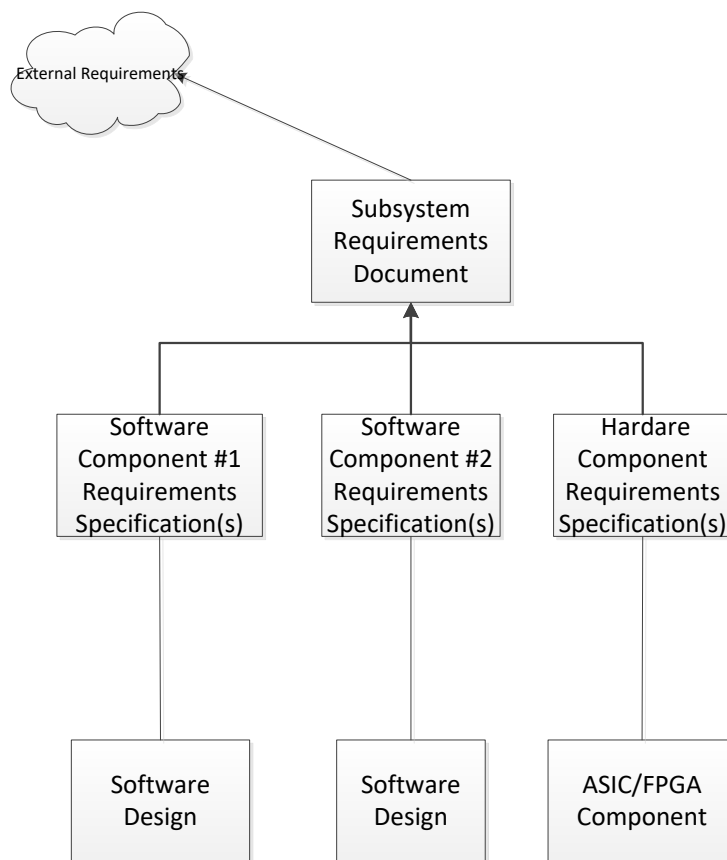 External Requirements
Subsystem
Requirements
Document
Software
Component #1
Requirements
Specification(s)
Software
Component #2
Requirements
Specification(s)
Hardare
Component
Requirements
Specification(s)
Software
Design
Software
Design
ASIC/FPGA
Component